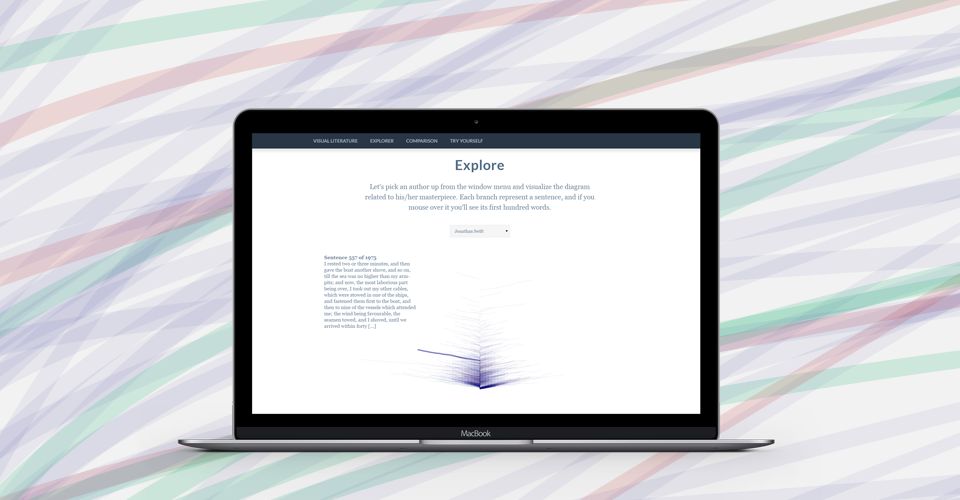 VISUAL LITERATURE EXPLORER COMPARISON TRY YOURSELF
Explore
Let's pick an author up from the window menu and visualize the diagram
related to his/her masterpiece. Each branch represent a sentence, and if you
mouse over it you'll see its first hundred words.
Jonathan Swift
Sentence 537 of 1975
I rested two or three minutes, and then
gave the boat another shove, and so on,
till the sea was no higher than my arm-
pits; and now, the most laborious part
being over, I took out my other cables,
which were stowed in one of the ships,
and fastened them first to the boat, and
then to nine of the vessels which attended
me; the wind being favourable, the
seamen towed, and I shoved, until we
arrived within forty [...]
MacBook